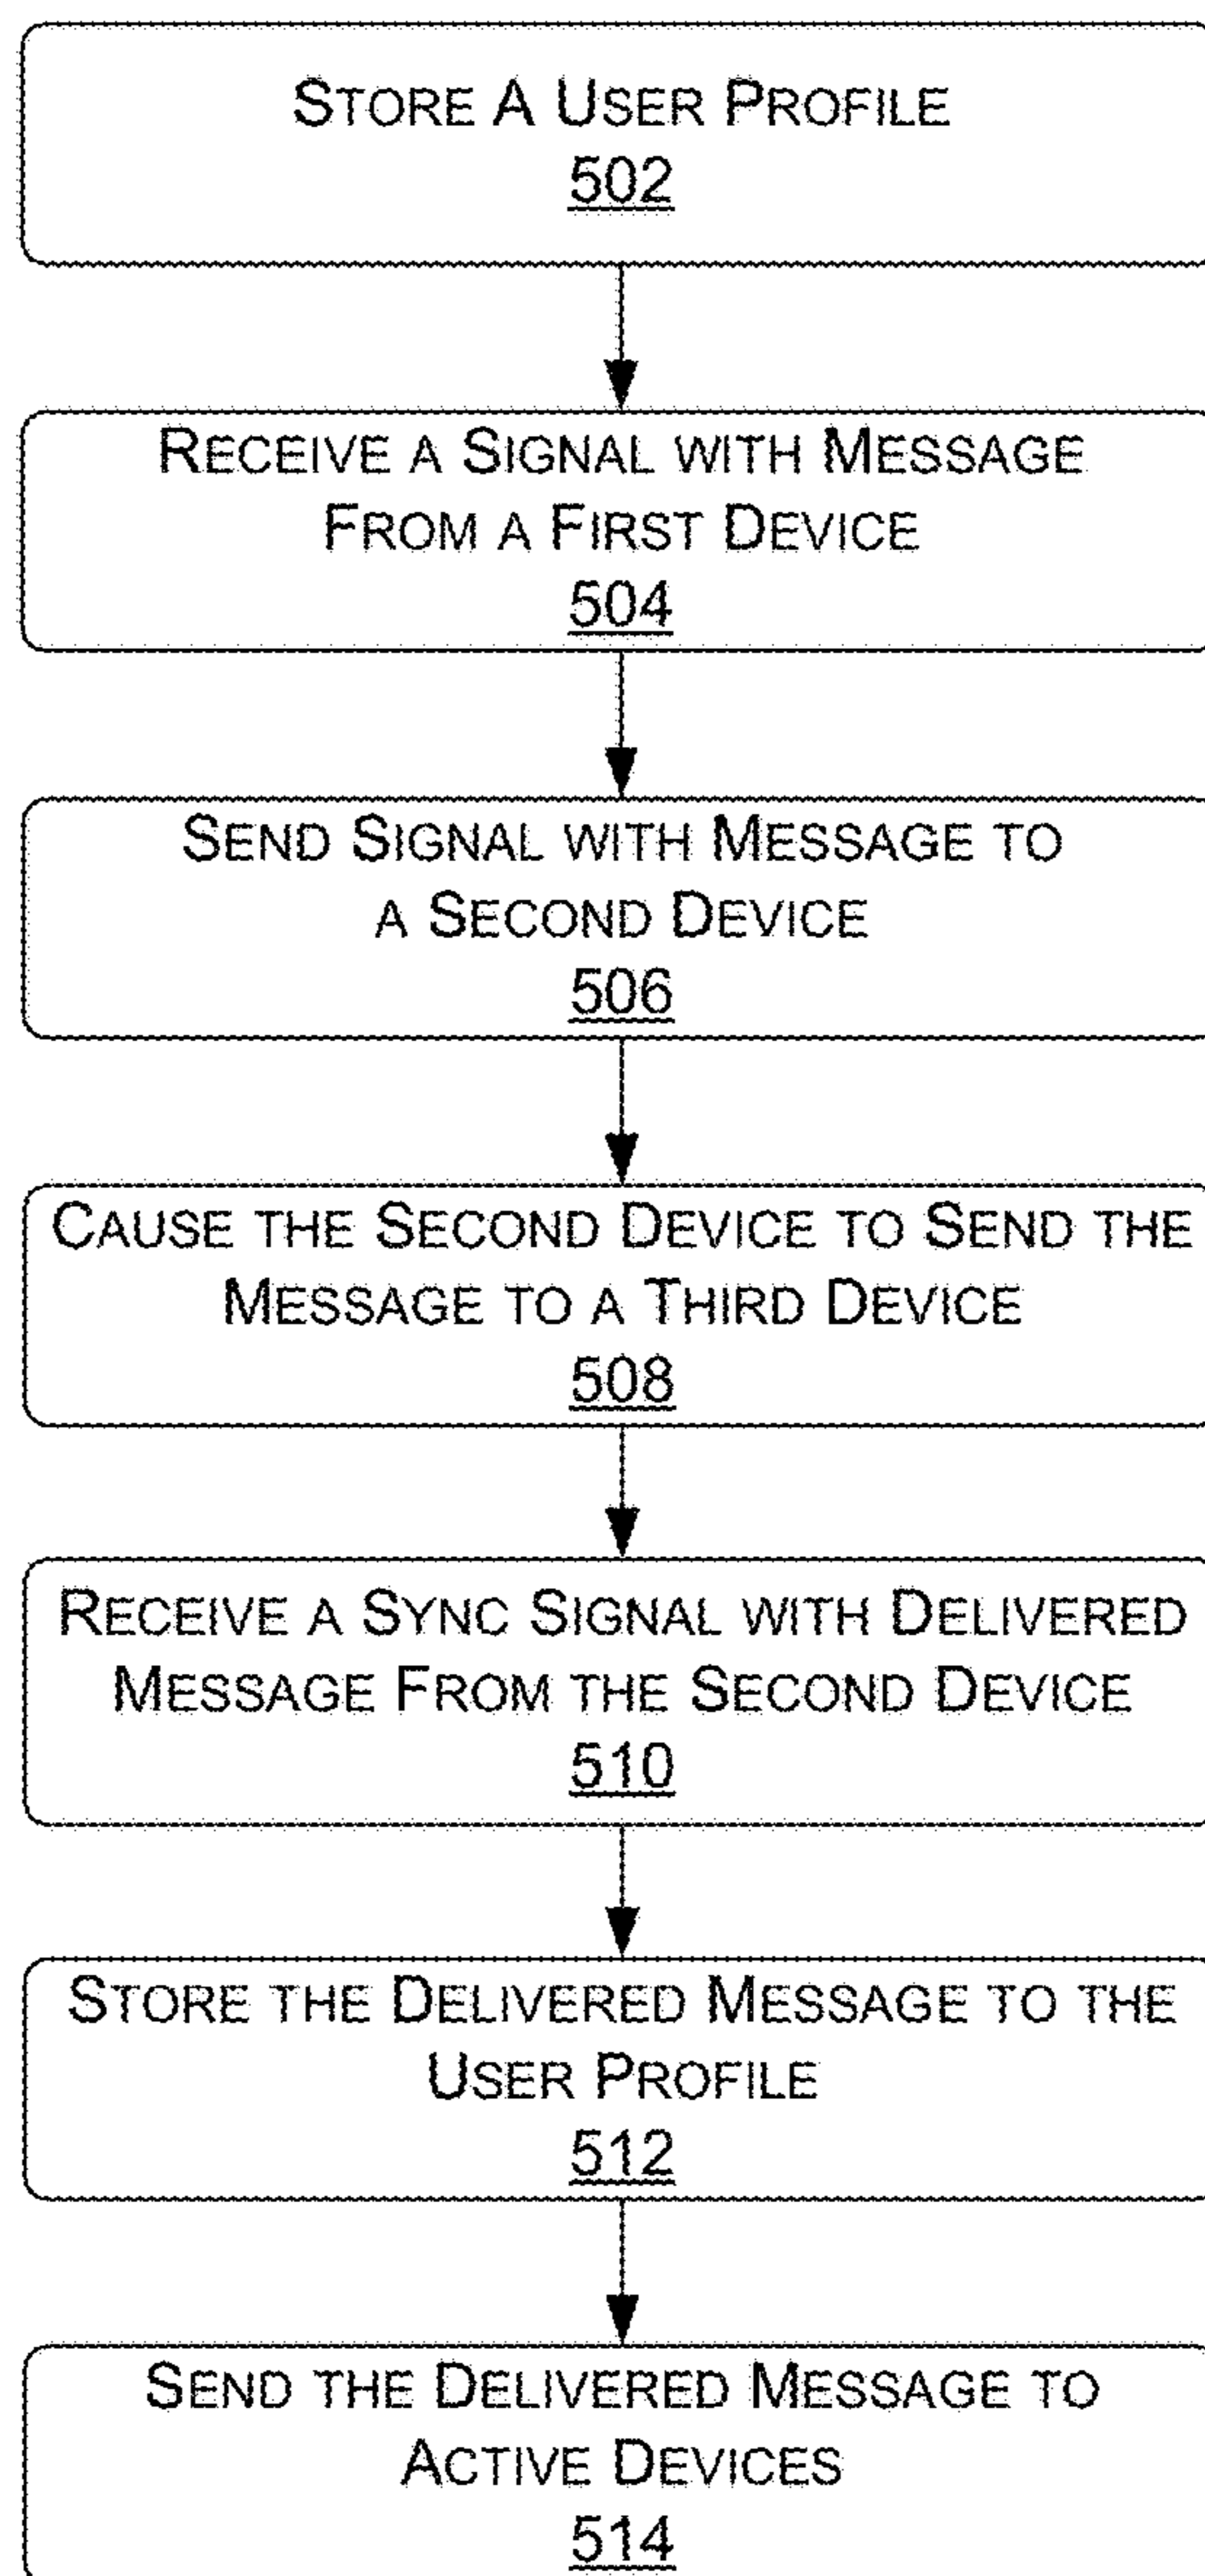 STORE A USER PROFILE
502
RECEIVE A SIGNAL WITH MESSAGE
FROM A FIRST DEVICE
504
SEND SIGNAL WITH MESSAGE TO
A SECOND DEVICE
506
CAUSE THE SECOND DEVICE TO SEND THE
MESSAGE TO A THIRD DEVICE
508
RECEIVE A SYNC SIGNAL WITH DELIVERED
MESSAGE FROM THE SECOND DEVICE
510
STORE THE DELIVERED MESSAGE TO THE
USER PROFILE
512
SEND THE DELIVERED MESSAGE TO
ACTIVE DEVICES
514